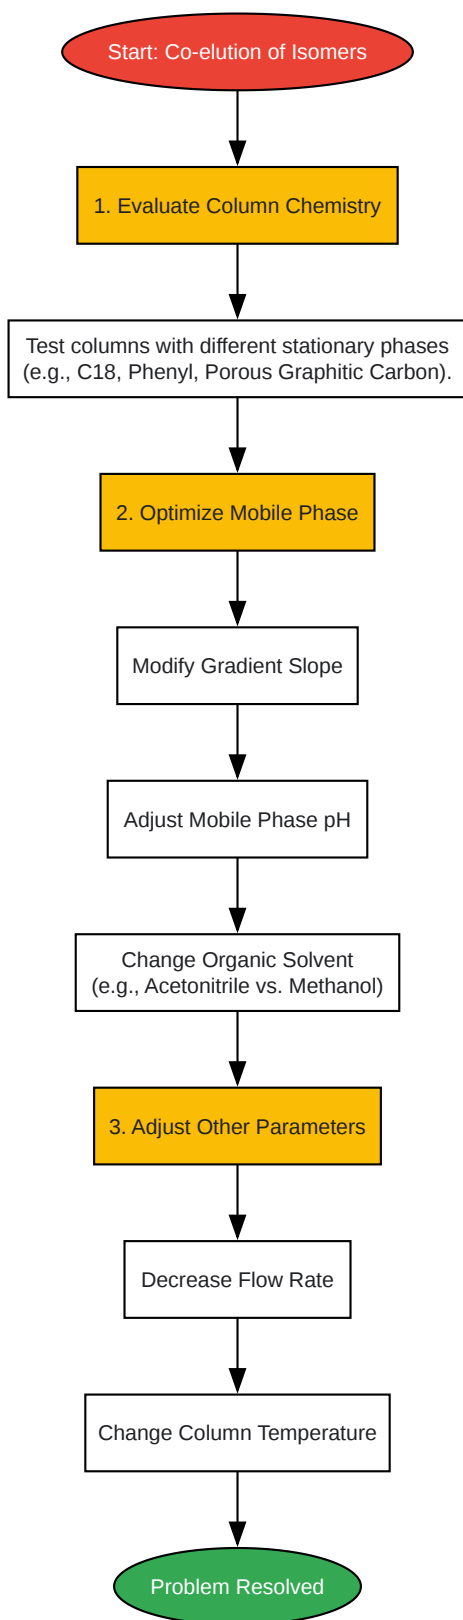 Start: Co-elution of Isomers
1. Evaluate Column Chemistry
Test columns with different stationary phases
(e.g., C18, Phenyl, Porous Graphitic Carbon).
2. Optimize Mobile Phase
Modify Gradient Slope
Adjust Mobile Phase pH
Change Organic Solvent
(e.g., Acetonitrile vs. Methanol)
3. Adjust Other Parameters
Decrease Flow Rate
Change Column Temperature
Problem Resolved